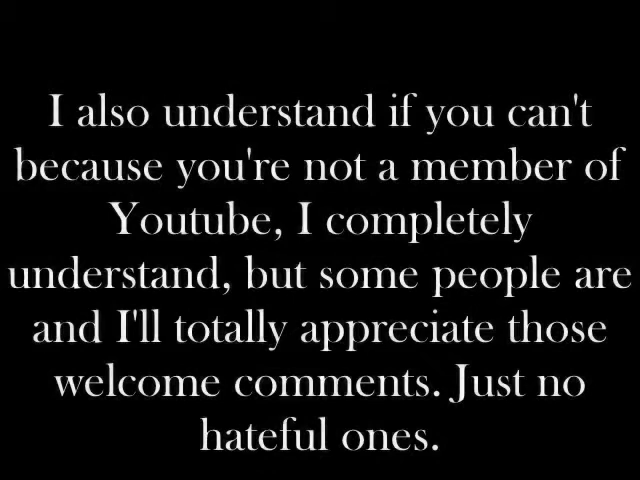 I also understand if you can't
because you're not a member of
Youtube, I completely
understand, but some people are
and I'll totally appreciate those
welcome comments. Just no
hateful ones.